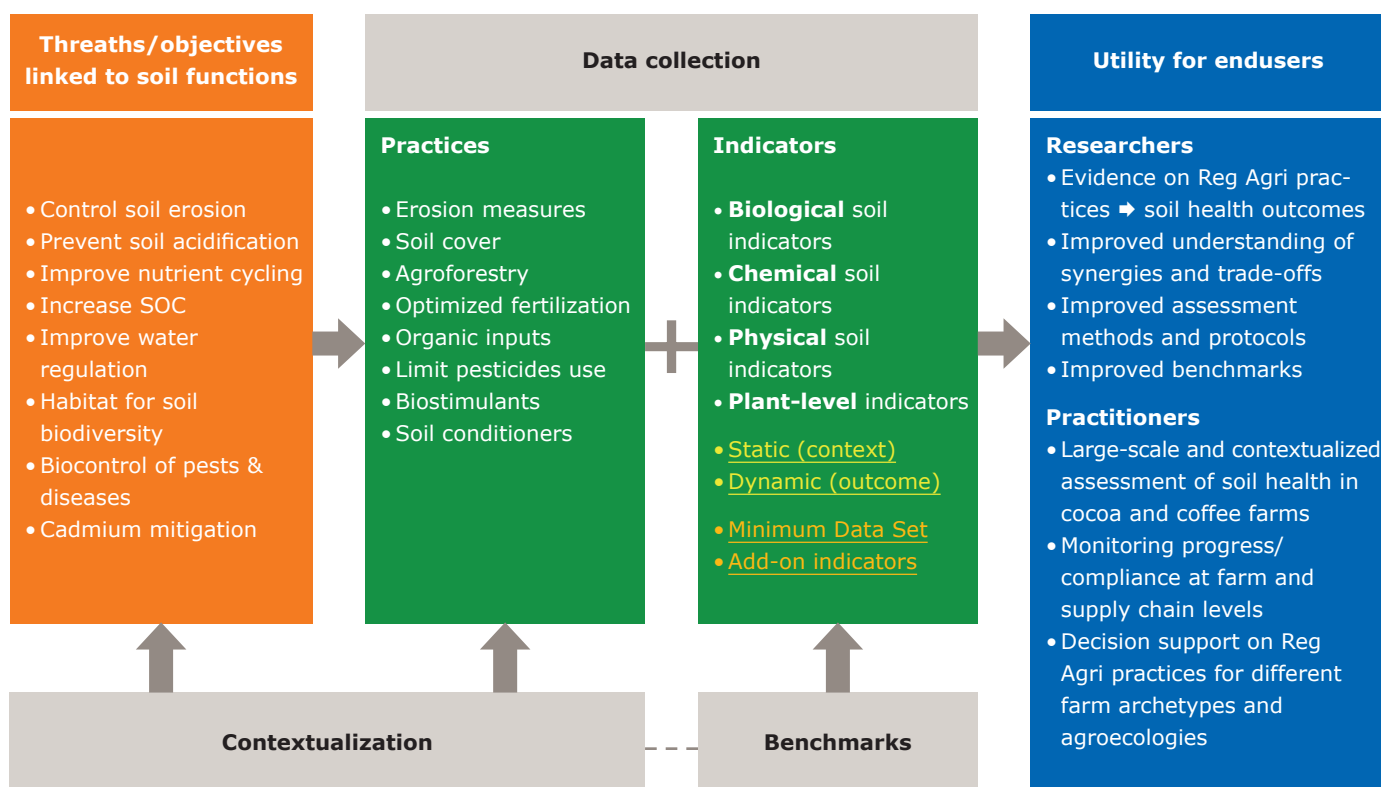 Threaths/objectives
linked to soil functions
• Control soil erosion
• Prevent soil acidification
• Improve nutrient cycling
• Increase SOC
• Improve water
regulation
• Habitat for soil
biodiversity
• Biocontrol of pests &
diseases
• Cadmium mitigation
Data collection
Practices
• Erosion measures
• Soil cover
• Agroforestry
• Optimized fertilization
• Organic inputs
• Limit pesticides use
• Biostimulants
• Soil conditioners
Indicators
• Biological soil
indicators
• Chemical soil
indicators
• Physical soil
indicators
• Plant-level indicators
• Static (context)
• Dynamic (outcome)
• Minimum Data Set
• Add-on indicators
Utility for endusers
Researchers
• Evidence on Reg Agri prac-
tices ➡ soil health outcomes
• Improved understanding of
synergies and trade-offs
• Improved assessment
methods and protocols
• Improved benchmarks
Practitioners
• Large-scale and contextualized
assessment of soil health in
cocoa and coffee farms
• Monitoring progress/
compliance at farm and
supply chain levels
• Decision support on Reg
Agri practices for different
farm archetypes and
agroecologies
Contextualization
Benchmarks